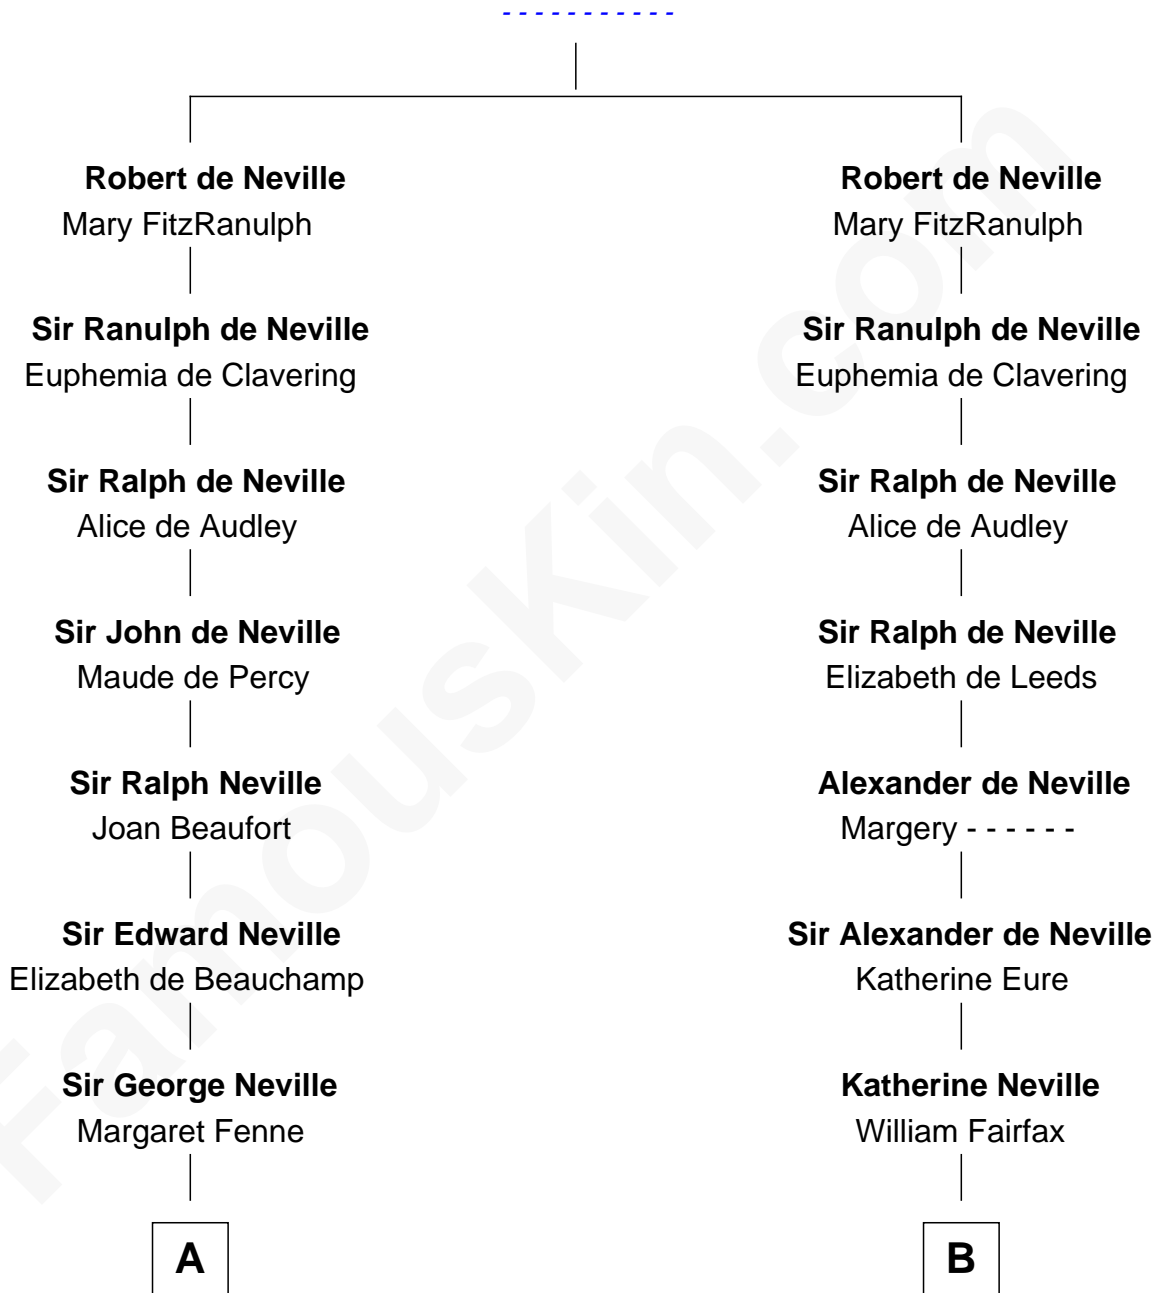 - - - - - - - - - - -
Robert de Neville
Mary FitzRanulph
Sir Ranulph de Neville
Euphemia de Clavering
Sir Ralph de Neville
Alice de Audley
Sir John de Neville
Maude de Percy
Sir Ralph Neville
Joan Beaufort
Sir Edward Neville
Elizabeth de Beauchamp
Sir George Neville
Margaret Fenne
A
Robert de Neville
Mary FitzRanulph
Sir Ranulph de Neville
Euphemia de Clavering
Sir Ralph de Neville
Alice de Audley
Sir Ralph de Neville
Elizabeth de Leeds
Alexander de Neville
Margery - - - - - -
Sir Alexander de Neville
Katherine Eure
Katherine Neville
William Fairfax
B
FamousKin.com